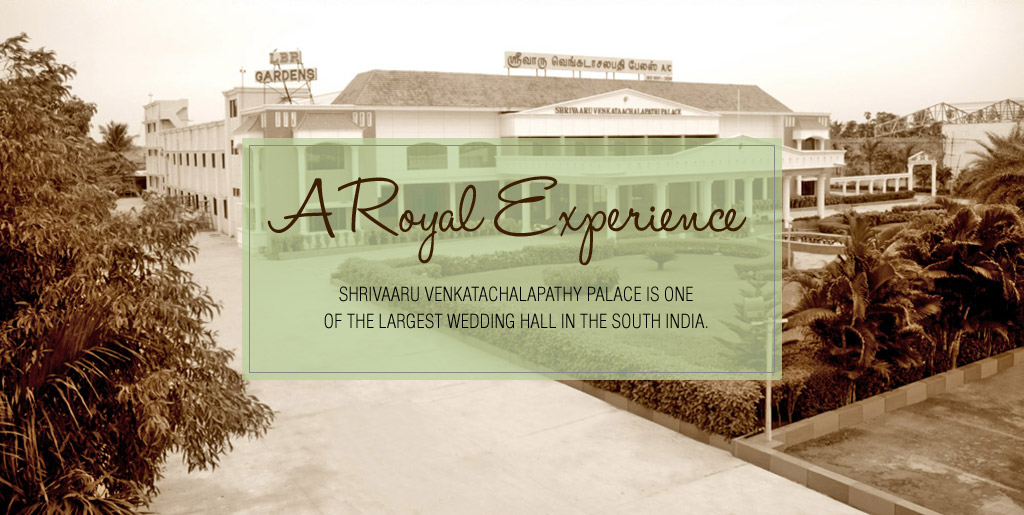 LBR
GARDENS
ஸ்ரீவாரு வெங்கடாசலபதி பேலஸ் A/C
SHRIVAARU VENKATAACHALAPATHI PALACE
A Royal Experience
SHRIVAARU VENKATACHALAPATHY PALACE IS ONE
OF THE LARGEST WEDDING HALL IN THE SOUTH INDIA.